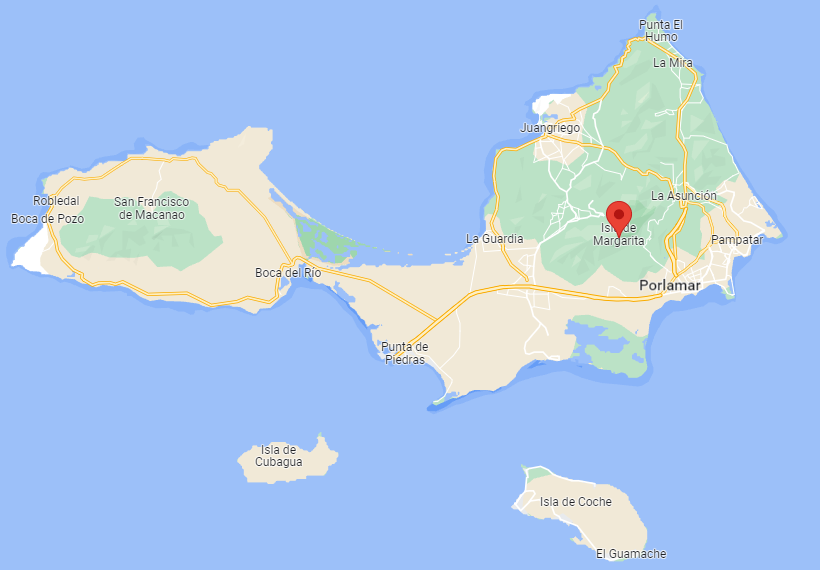 Punta El
Humo
La Mira
Juangriego
Robledal
San Francisco
de Macanao
La Asunción
Boca de Pozo
Isla de
Margarita
La Guardia
Pampatar
Boca del Río
Porlamar
Punta de
Piedras
Isla de
Cubagua
Isla de Coche
El Guamache